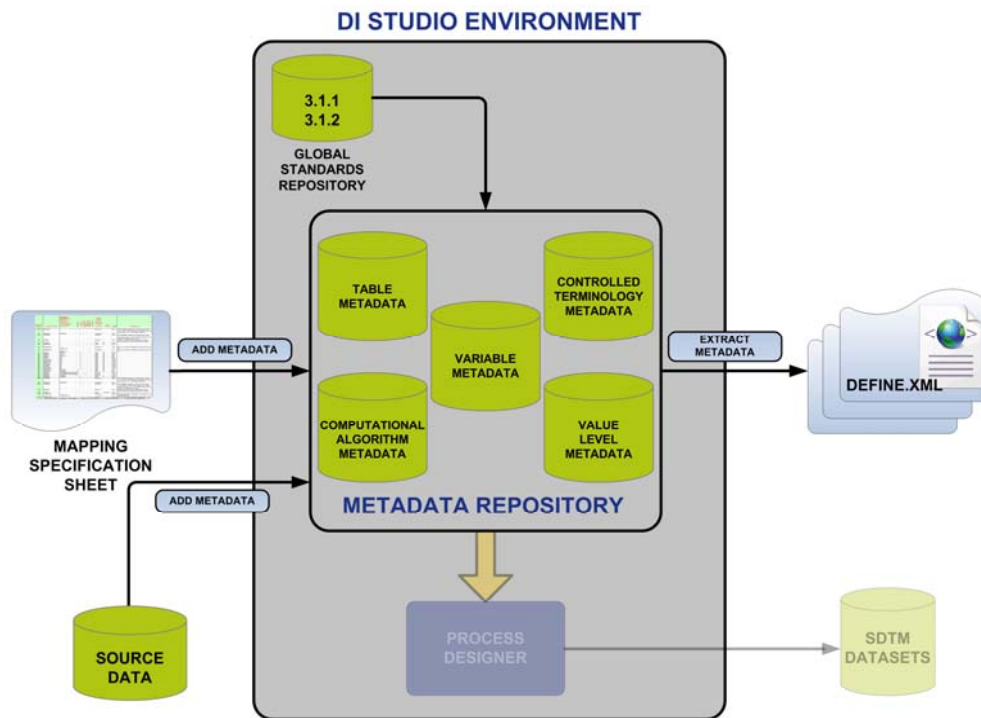 DI STUDIO ENVIRONMENT
3.1.1
3.1.2
GLOBAL
STANDARDS
REPOSITORY
TABLE
METADATA
CONTROLLED
TERMINOLOGY
METADATA
VARIABLE
METADATA
COMPUTATIONAL
ALGORITHM
METADATA
VALUE
LEVEL
METADATA
METADATA REPOSITORY
ADD METADATA
MAPPING
SPECIFICATION
SHEET
ADD METADATA
SOURCE
DATA
EXTRACT
METADATA
DEFINE.XML
PROCESS
DESIGNER
SDTM
DATASETS